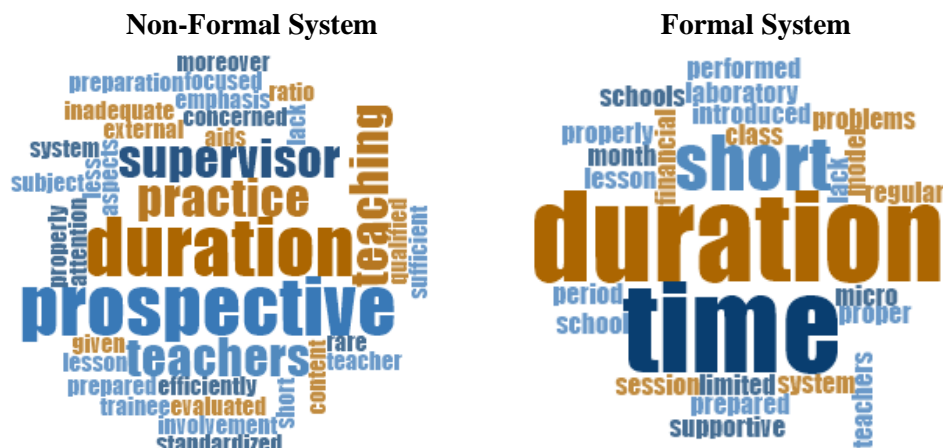 Non-Formal System
moreover
preparation focused
emphasis ratio
inadequate concerned
external aids lack
system supervisor teaching
subject less aspects practice
properly attention duration qualified sufficient
prospective
given teachers rare
lesson content teacher
prepared efficiently short
trainee evaluated
involvement
standardized
Formal System
performed
schools laboratory
introduced problems
properly financial class model
month short lack
lesson regular
duration
period time micro
school proper
session limited system
prepared teachers
supportive